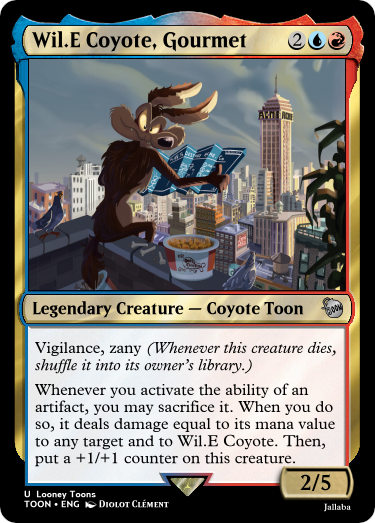 Wil.E Coyote, Gourmet 2
Legendary Creature — Coyote Toon
Vigilance, zany (Whenever this creature dies,
shuffle it into its owner's library.)
Whenever you activate the ability of an
artifact, you may sacrifice it. When you do
so, it deals damage equal to its mana value
to any target and to Wil.E Coyote. Then,
put a +1/+1 counter on this creature.
2/5
U Looney Toons
TOON • ENG DIOLOT CLÉMENT
Jallaba